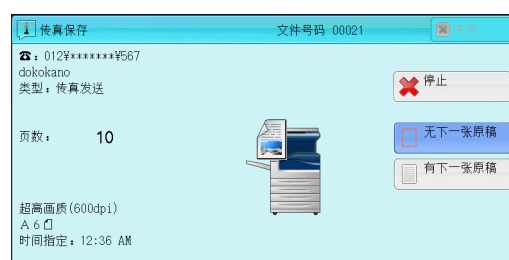 传真保存
文件号码 00021
关闭
☎：012¥*******¥567
dokokano
类型：传真发送
停止
页数： 10
无下一张原稿
有下一张原稿
超高画质(600dpi)
A6
时间指定：12:36 AM